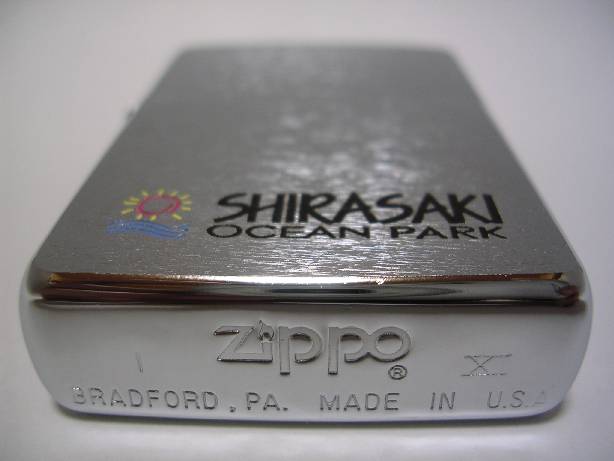 SHIRASAKI
OCEAN PARK
Zippo®
I XI
BRADFORD, PA. MADE IN U.S.A